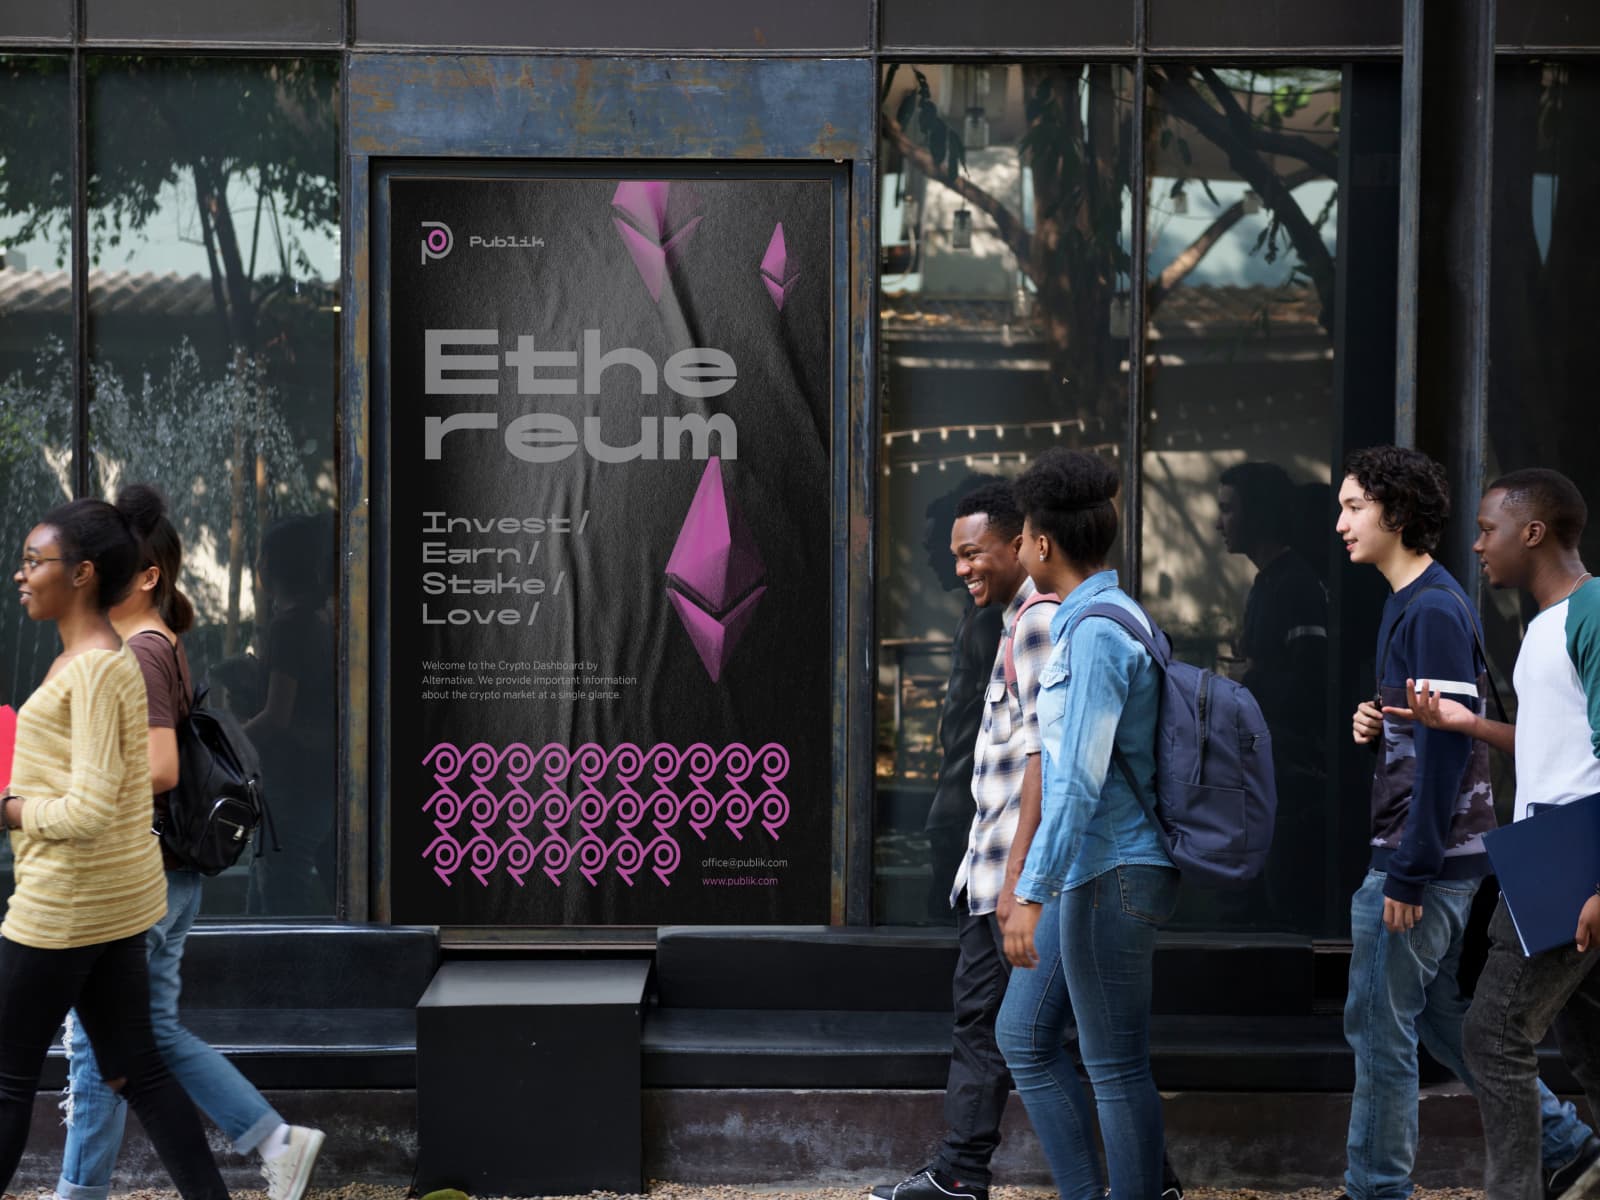 Publik
Ethe
reum
Invest/
Earn/
Stake/
Love/
Welcome to the Crypto Dashboard by
Alternative. We provide important information
about the crypto market at a single glance.
office@publik.com
www.publik.com